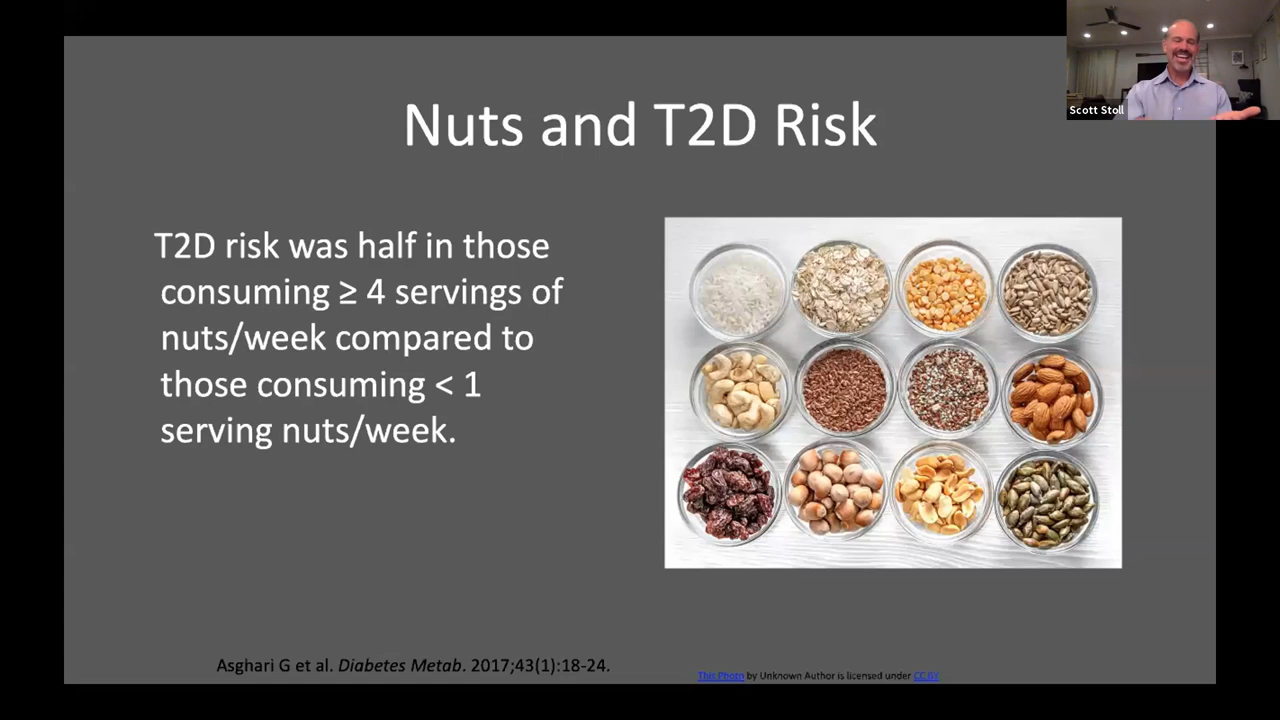 Scott Stoll
Nuts and T2D Risk
T2D risk was half in those
consuming ≥ 4 servings of
nuts/week compared to
those consuming < 1
serving nuts/week.
Asghari G et al. Diabetes Metab. 2017;43(1):18-24.
This Photo by Unknown Author is licensed under CC BY